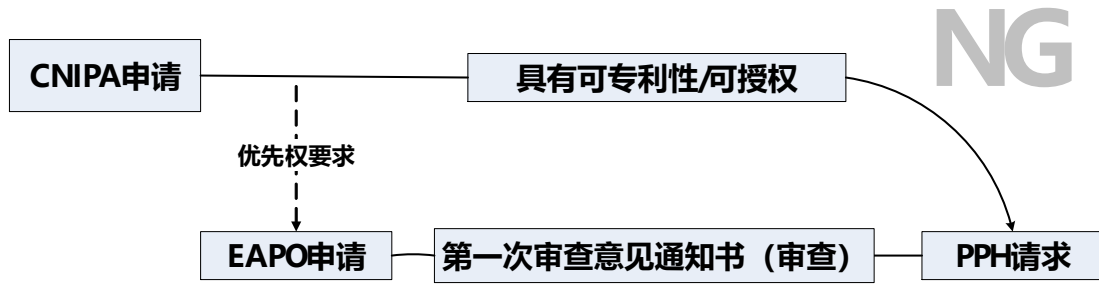 NG
CNIPA申请
具有可专利性/可授权
优先权要求
EAPO申请
第一次审查意见通知书（审查）
PPH请求